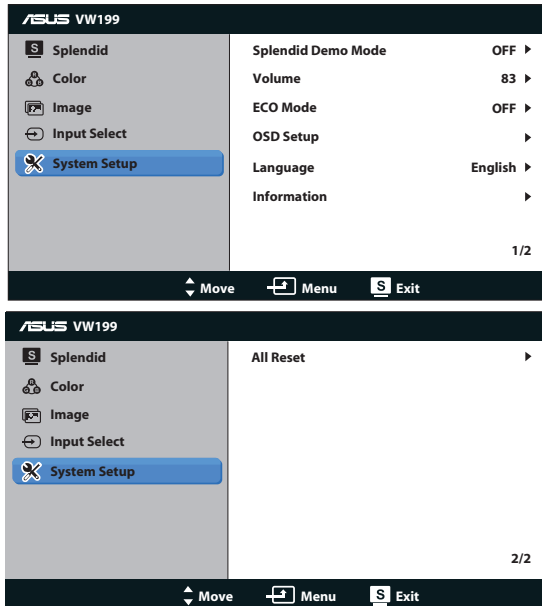 ASUS VW199
S Splendid
Color
Image
Input Select
System Setup
Splendid Demo Mode OFF
Volume 83
ECO Mode OFF
OSD Setup
Language English
Information
1/2
Move Menu S Exit
ASUS VW199
S Splendid
Color
Image
Input Select
System Setup
All Reset
2/2
Move Menu S Exit